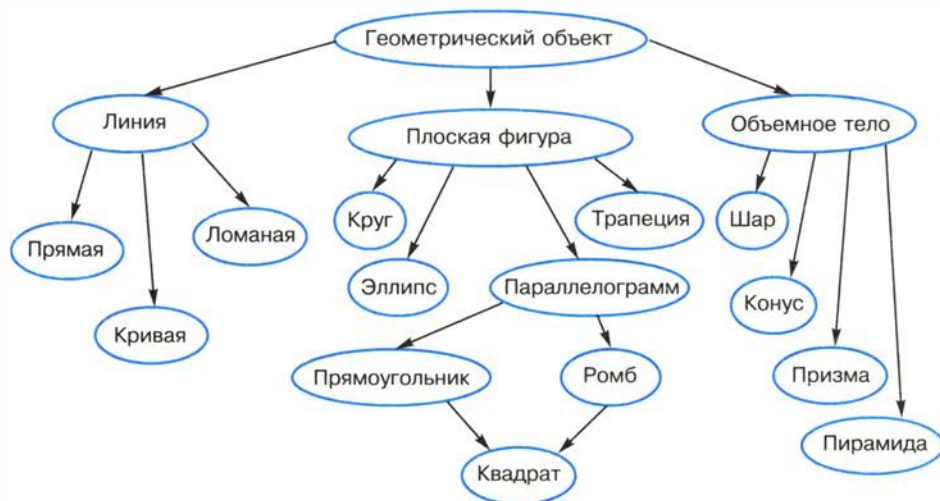 Геометрический объект
Линия
Плоская фигура
Объемное тело
Круг
Трапеция
Шар
Прямая
Ломаная
Эллипс
Параллелограмм
Конус
Кривая
Прямоугольник
Ромб
Призма
Пирамида
Квадрат